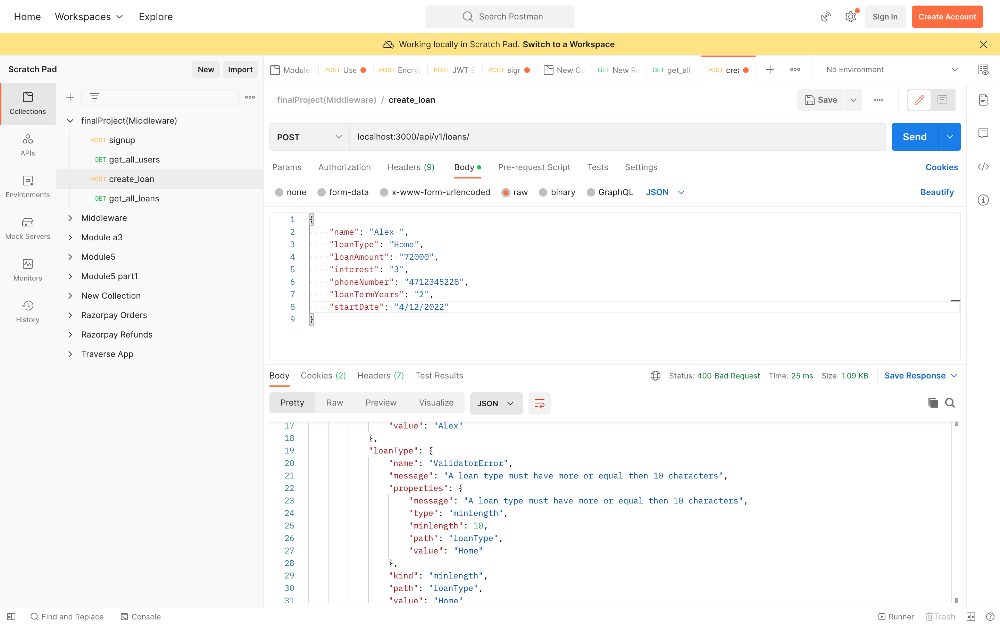 Home
Workspaces
Explore
Search Postman
Sign In
Create Account
Working locally in Scratch Pad. Switch to a Workspace
Scratch Pad
New
Import
Module
POST Use
POST Encryp
POST JWT E
POST sigr
New Co
GET New Re
GET get_all_
POST crea
No Environment
Collections
APIs
Environments
Mock Servers
Monitors
History
finalProject(Middleware)
POST signup
GET get_all_users
POST create_loan
GET get_all_loans
Middleware
Module a3
Module5
Module5 part1
New Collection
Razorpay Orders
Razorpay Refunds
Traverse App
finalProject(Middleware) / create_loan
Save
POST
localhost:3000/api/v1/loans/
Send
Params
Authorization
Headers (9)
Body
Pre-request Script
Tests
Settings
Cookies
none
form-data
x-www-form-urlencoded
raw
binary
GraphQL
JSON
Beautify
1 {
2 "name": "Alex ",
3 "loanType": "Home",
4 "loanAmount": "72000",
5 "interest": "3",
6 "phoneNumber": "4712345228",
7 "loanTermYears": "2",
8 "startDate": "4/12/2022"
9 }
Body
Cookies (2)
Headers (7)
Test Results
Status: 400 Bad Request
Time: 25 ms
Size: 1.09 KB
Save Response
Pretty
Raw
Preview
Visualize
JSON
17 "value": "Alex"
18 },
19 "loanType": {
20 "name": "ValidatorError",
21 "message": "A loan type must have more or equal then 10 characters",
22 "properties": {
23 "message": "A loan type must have more or equal then 10 characters",
24 "type": "minlength",
25 "minlength": 10,
26 "path": "loanType",
27 "value": "Home"
28 },
29 "kind": "minlength",
30 "path": "loanType",
31 "value": "Home"
Find and Replace
Console
Runner
Trash